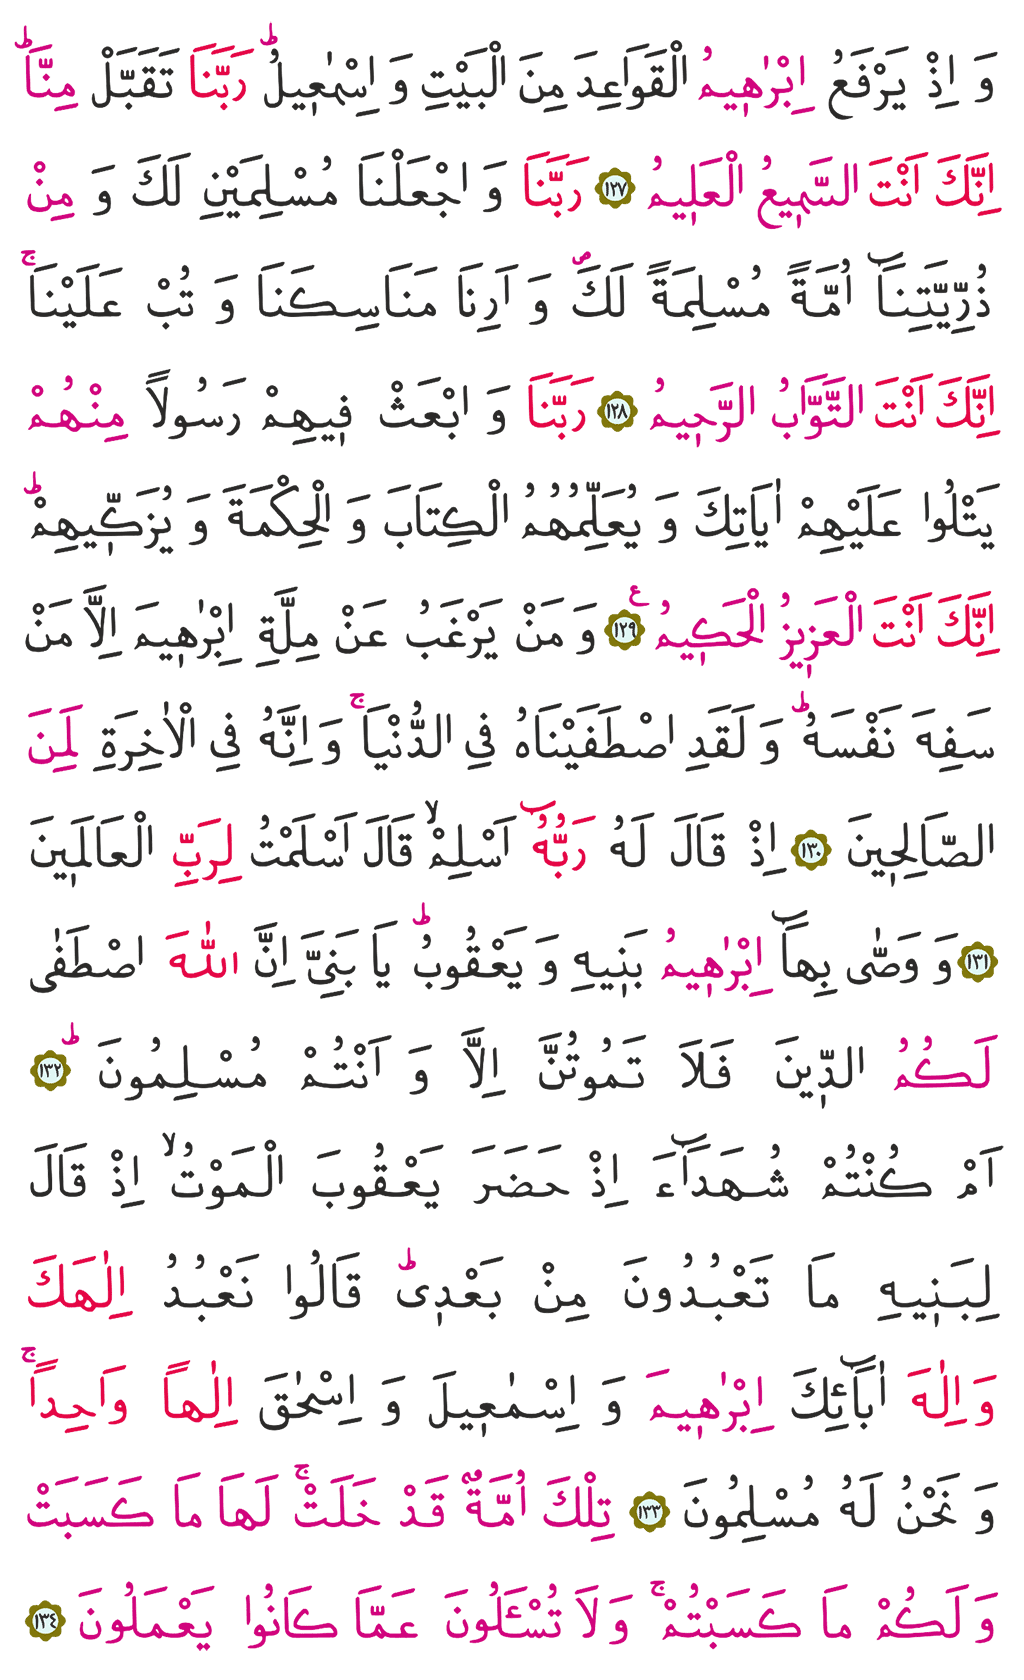 وَ اِذْ يَرْفَعُ اِبْرٰه۪يمُ الْقَوَاعِدَ مِنَ الْبَيْتِ وَ اِسْمٰع۪يلُۜ رَبَّنَا تَقَبَّلْ مِنَّاۜ
اِنَّكَ اَنْتَ السَّم۪يعُ الْعَل۪يمُ ﴿١٢٧﴾ رَبَّنَا وَ اجْعَلْنَا مُسْلِمَيْنِ لَكَ وَ مِنْ
ذُرِّيَّتِنَٓا اُمَّةً مُسْلِمَةً لَكَۖ وَ اَرِنَا مَنَاسِكَنَا وَ تُبْ عَلَيْنَاۚ
اِنَّكَ اَنْتَ التَّوَّابُ الرَّح۪يمُ ﴿١٢٨﴾ رَبَّنَا وَ ابْعَثْ ف۪يهِمْ رَسُولًا مِنْهُمْ
يَتْلُوا عَلَيْهِمْ اٰيَاتِكَ وَ يُعَلِّمُهُمُ الْكِتَابَ وَ الْحِكْمَةَ وَ يُزَكّ۪يهِمْۜ
اِنَّكَ اَنْتَ الْعَز۪يزُ الْحَك۪يمُ ع ﴿١٢٩﴾ وَ مَنْ يَرْغَبُ عَنْ مِلَّةِ اِبْرٰه۪يمَ اِلَّا مَنْ
سَفِهَ نَفْسَهُۜ وَ لَقَدِ اصْطَفَيْنَاهُ فِي الدُّنْيَاۚ وَ اِنَّهُ فِي الْاٰخِرَةِ لَمِنَ
الصَّالِح۪ينَ ﴿١٣٠﴾ اِذْ قَالَ لَهُ رَبُّهُٓ اَسْلِمْۙ قَالَ اَسْلَمْتُ لِرَبِّ الْعَالَم۪ينَ
﴿١٣١﴾ وَ وَصّٰى بِهَٓا اِبْرٰه۪يمُ بَن۪يهِ وَ يَعْقُوبُۜ يَا بَنِيَّ اِنَّ اللّٰهَ اصْطَفٰى
لَكُمُ الدّ۪ينَ فَلَا تَمُوتُنَّ اِلَّا وَ اَنْتُمْ مُسْلِمُونَۜ ﴿١٣٢﴾
اَمْ كُنْتُمْ شُهَدَٓاءَ اِذْ حَضَرَ يَعْقُوبَ الْمَوْتُۙ اِذْ قَالَ
لِبَن۪يهِ مَا تَعْبُدُونَ مِنْ بَعْد۪يۜ قَالُوا نَعْبُدُ اِلٰهَكَ
وَ اِلٰهَ اٰبَٓائِكَ اِبْرٰه۪يمَ وَ اِسْمٰع۪يلَ وَ اِسْحٰقَ اِلٰهًا وَاحِدًاۚ
وَ نَحْنُ لَهُ مُسْلِمُونَ ﴿١٣٣﴾ تِلْكَ اُمَّةٌ قَدْ خَلَتْۚ لَهَا مَا كَسَبَتْ
وَ لَكُمْ مَا كَسَبْتُمْۚ وَ لَا تُسْـَٔلُونَ عَمَّا كَانُوا يَعْمَلُونَ ﴿١٣٤﴾